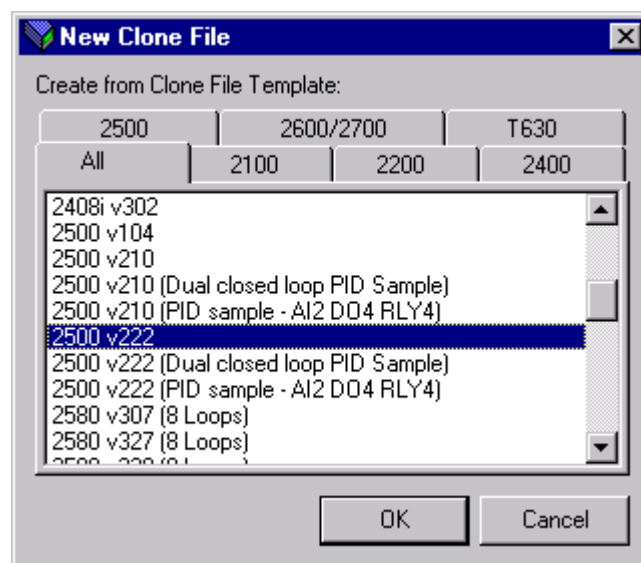 New Clone File
Create from Clone File Template:
2500 2600/2700 T630
All 2100 2200 2400
2408i v302
2500 v104
2500 v210
2500 v210 (Dual closed loop PID Sample)
2500 v210 (PID sample - AI2 DO4 RLY4)
2500 v222
2500 v222 (Dual closed loop PID Sample)
2500 v222 (PID sample - AI2 DO4 RLY4)
2580 v307 (8 Loops)
2580 v327 (8 Loops)
OK Cancel